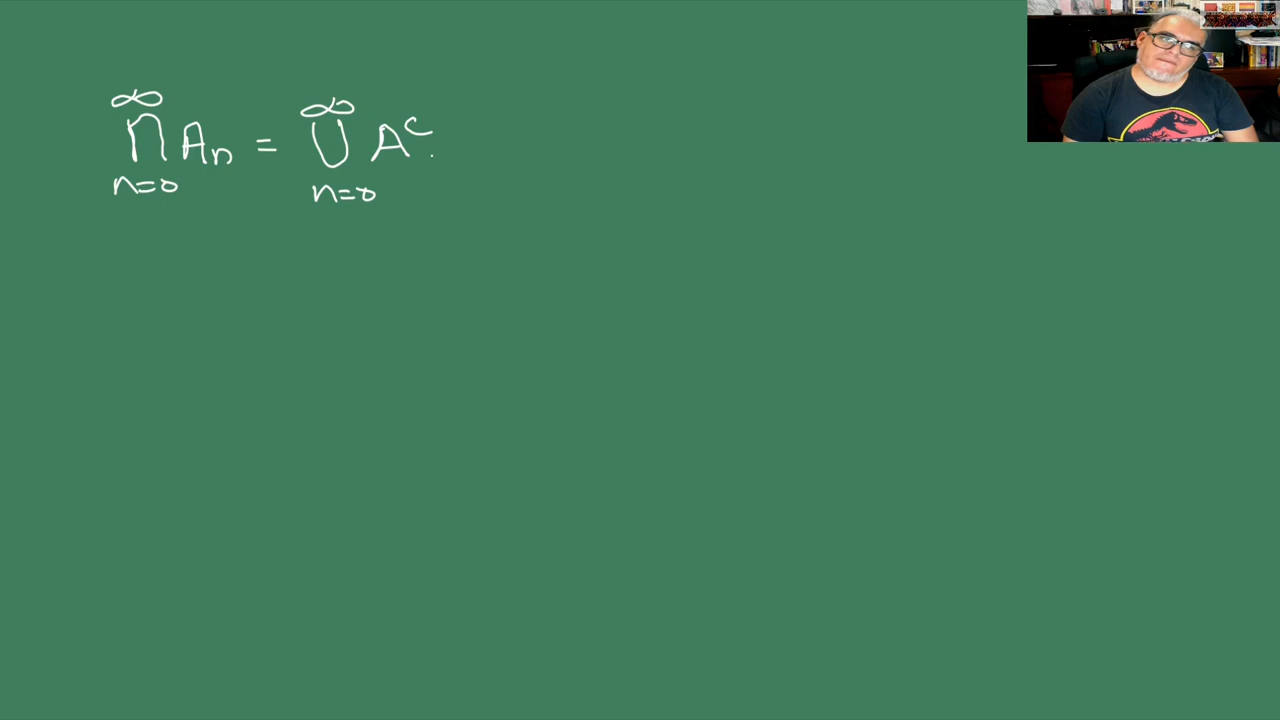 ∞ ∞
∩ Aₙ = ∪ Aᶜ
n=0 n=0